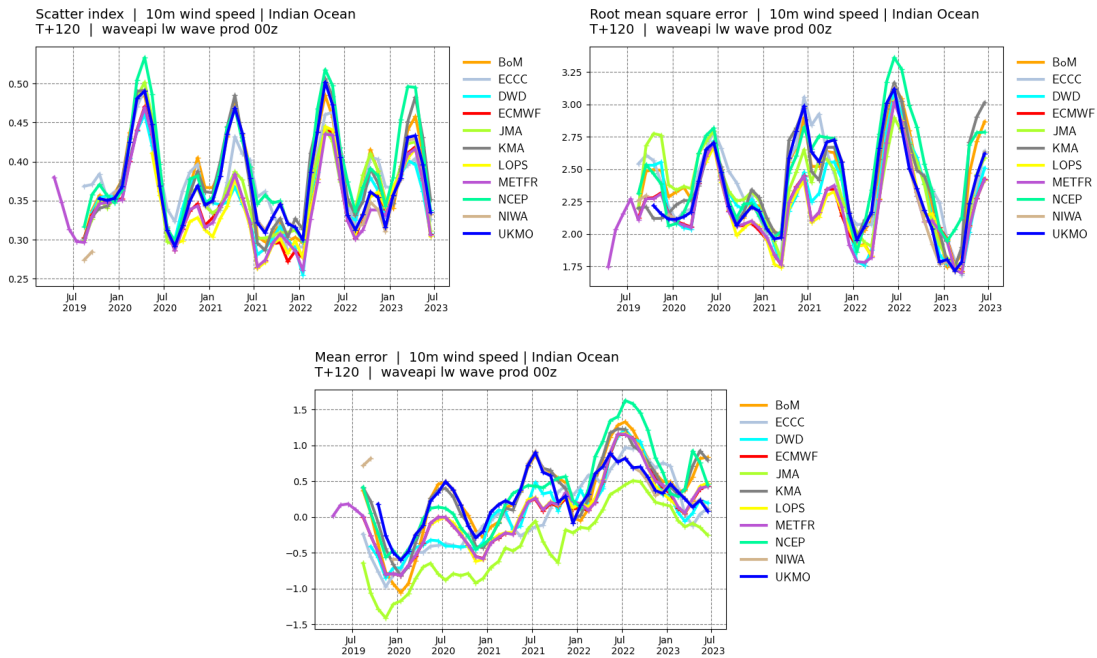 Scatter index  |  10m wind speed | Indian Ocean
T+120  |  waveapi lw wave prod 00z
0.50
0.45
0.40
0.35
0.30
0.25
Jul 2019
Jan 2020
Jul 2020
Jan 2021
Jul 2021
Jan 2022
Jul 2022
Jan 2023
Jul 2023
BoM
ECCC
DWD
ECMWF
JMA
KMA
LOPS
METFR
NCEP
NIWA
UKMO
Root mean square error  |  10m wind speed | Indian Ocean
T+120  |  waveapi lw wave prod 00z
3.25
3.00
2.75
2.50
2.25
2.00
1.75
Jul 2019
Jan 2020
Jul 2020
Jan 2021
Jul 2021
Jan 2022
Jul 2022
Jan 2023
Jul 2023
BoM
ECCC
DWD
ECMWF
JMA
KMA
LOPS
METFR
NCEP
NIWA
UKMO
Mean error  |  10m wind speed | Indian Ocean
T+120  |  waveapi lw wave prod 00z
1.5
1.0
0.5
0.0
−0.5
−1.0
−1.5
Jul 2019
Jan 2020
Jul 2020
Jan 2021
Jul 2021
Jan 2022
Jul 2022
Jan 2023
Jul 2023
BoM
ECCC
DWD
ECMWF
JMA
KMA
LOPS
METFR
NCEP
NIWA
UKMO